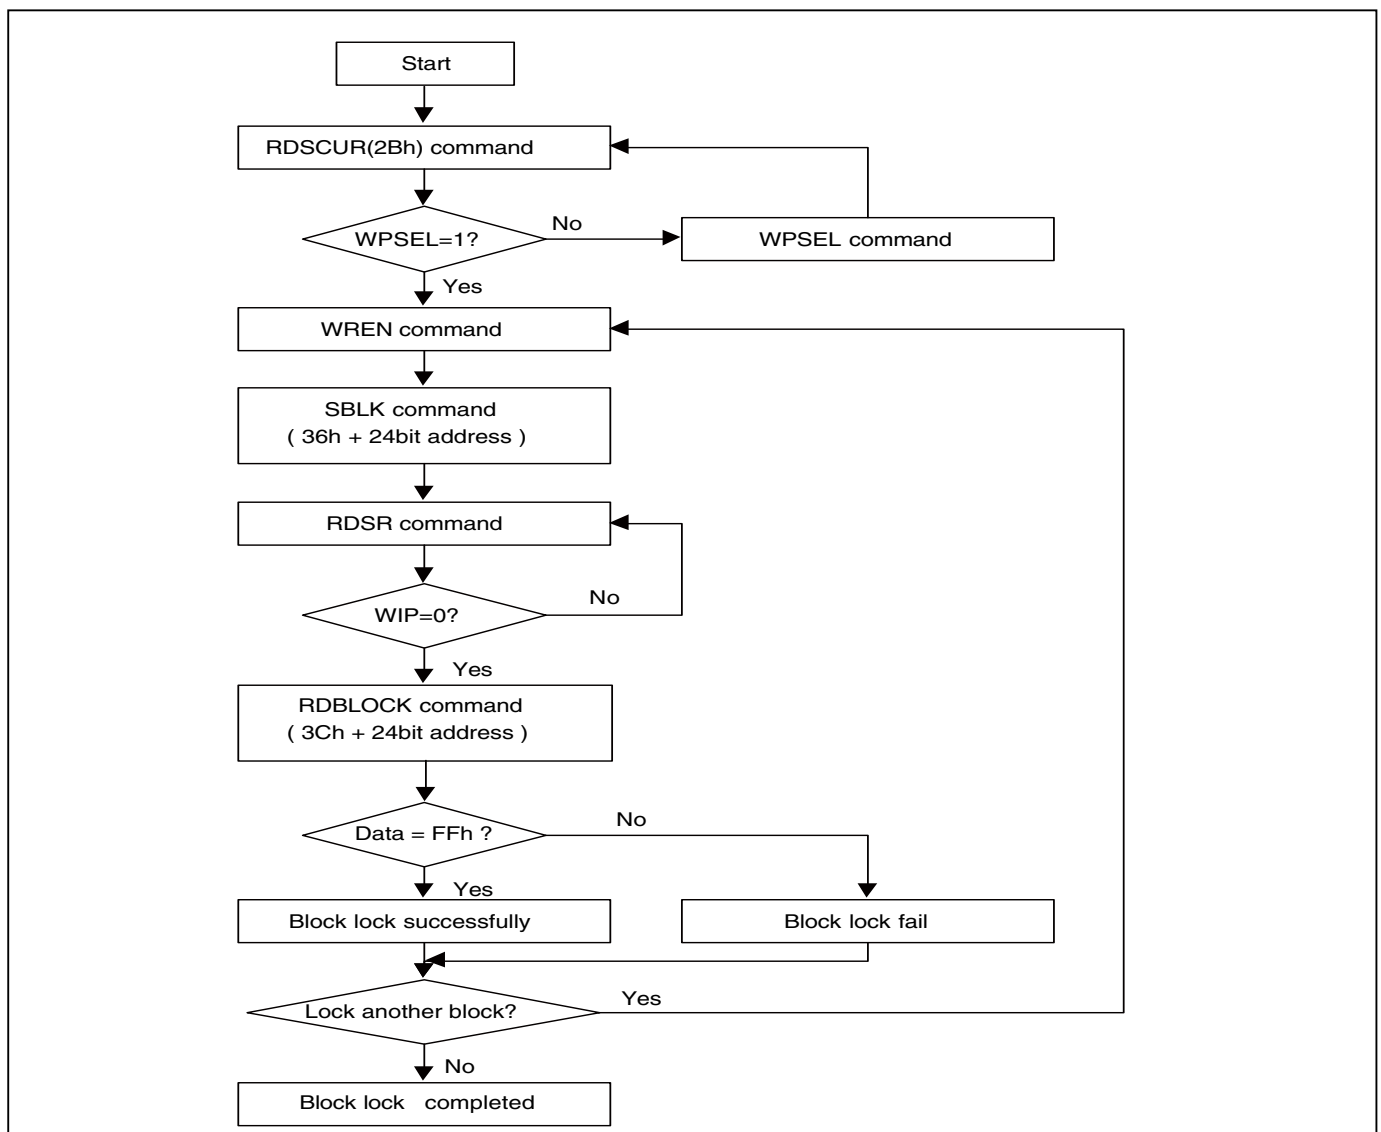 Start
RDSCUR(2Bh) command
WPSEL=1?
No
WPSEL command
Yes
WREN command
SBLK command
( 36h + 24bit address )
RDSR command
WIP=0?
No
Yes
RDBLOCK command
( 3Ch + 24bit address )
Data = FFh ?
No
Yes
Block lock successfully
Block lock fail
Lock another block?
Yes
No
Block lock completed